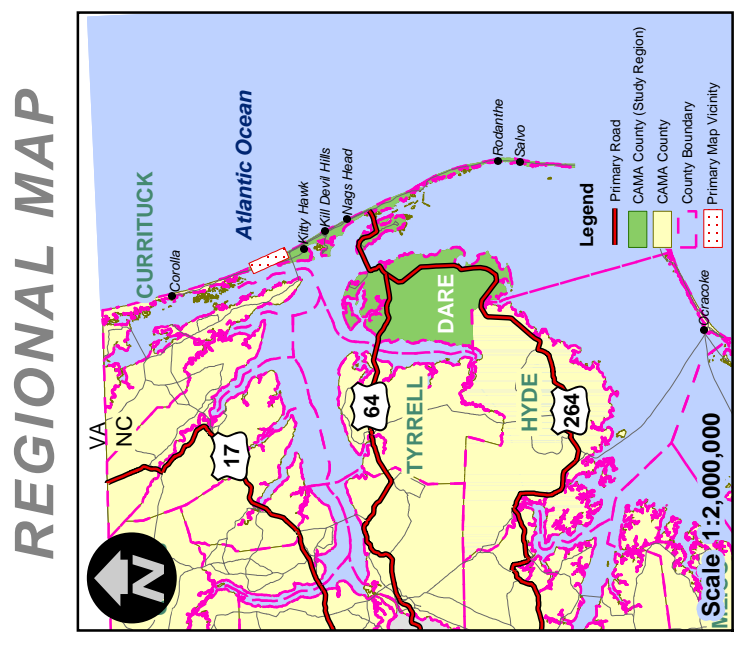 REGIONAL MAP
VA
NC
CURRITUCK
Corolla
Atlantic Ocean
Kitty Hawk
Kill Devil Hills
Nags Head
Rodanthe
Salvo
17
64
TYRRELL
DARE
HYDE
264
Ocracoke
N
Scale 1:2,000,000
Legend
Primary Road
CAMA County (Study Region)
CAMA County
County Boundary
Primary Map Vicinity